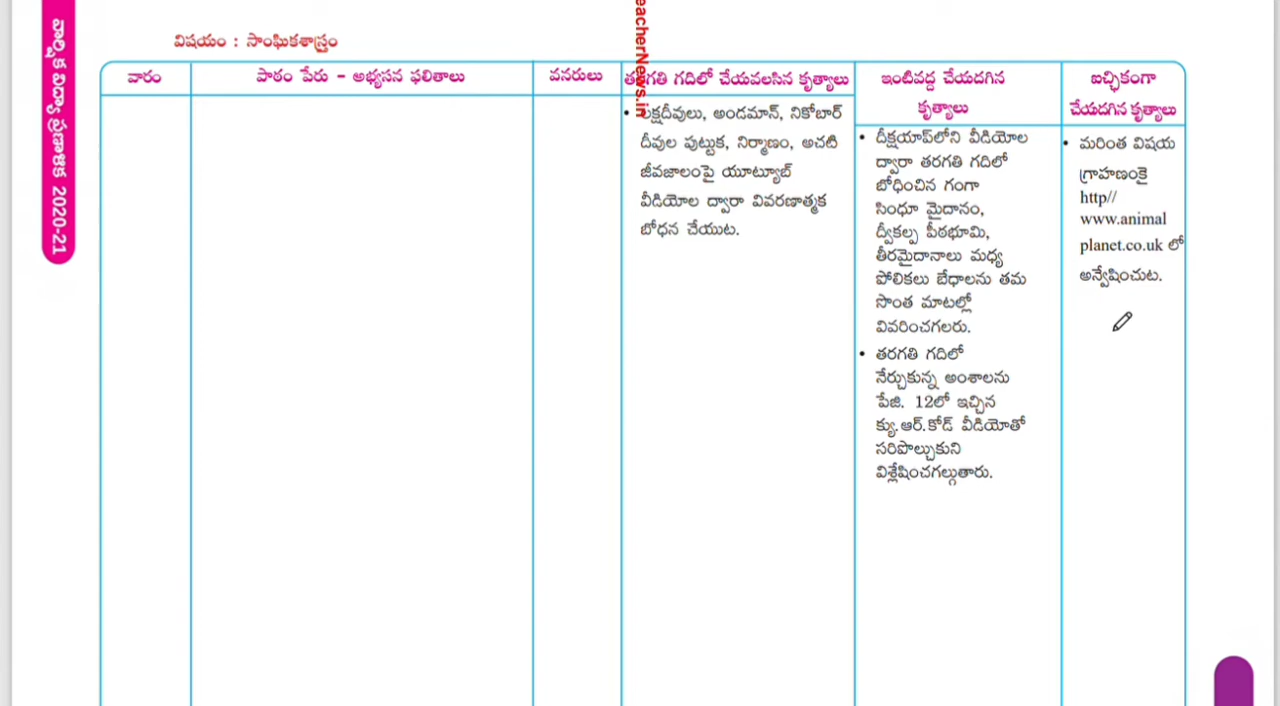 వార్షిక విద్యా ప్రణాళిక 2020-21
eacherNews.in
విషయం : సాంఘికశాస్త్రం
వారం
పాఠం పేరు - అభ్యసన ఫలితాలు
వనరులు
తరగతి గదిలో చేయవలసిన కృత్యాలు
ఇంటివద్ద చేయదగిన
కృత్యాలు
ఐచ్ఛికంగా
చేయదగిన కృత్యాలు
• లక్షదీవులు, అండమాన్, నికోబార్
దీవుల పుట్టుక, నిర్మాణం, అచటి
జీవజాలంపై యూట్యూబ్
వీడియోల ద్వారా వివరణాత్మక
బోధన చేయుట.
• దీక్షయాప్‌లోని వీడియోల
ద్వారా తరగతి గదిలో
బోధించిన గంగా
సింధూ మైదానం,
ద్వీకల్ప పీఠభూమి,
తీరమైదానాలు మధ్య
పోలికలు బేధాలను తమ
సొంత మాటల్లో
వివరించగలరు.
• తరగతి గదిలో
నేర్చుకున్న అంశాలను
పేజి. 12లో ఇచ్చిన
క్యు.ఆర్.కోడ్ వీడియోతో
సరిపొల్చుకుని
విశ్లేషించగల్గుతారు.
• మరింత విషయ
గ్రాహణంకై
http//
www.animal
planet.co.uk లో
అన్వేషించుట.